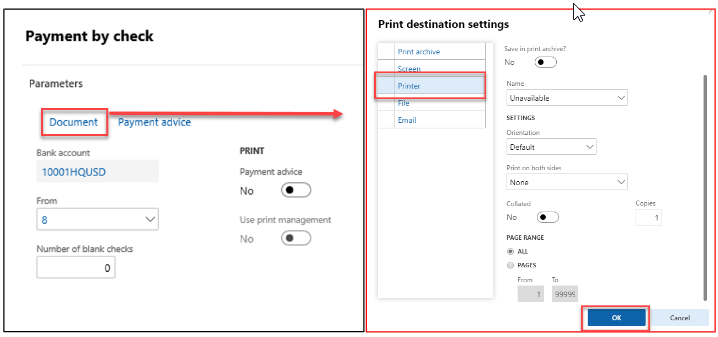 Payment by check
Parameters
Document Payment advice
Bank account
10001HQUSD
From
8
Number of blank checks
0
PRINT
Payment advice
No
Use print management
No
Print destination settings
Print archive
Screen
Printer
File
Email
Save in print archive?
No
Name
Unavailable
SETTINGS
Orientation
Default
Print on both sides
None
Collated
No
Copies
1
PAGE RANGE
ALL
PAGES
From To
1 99999
OK Cancel